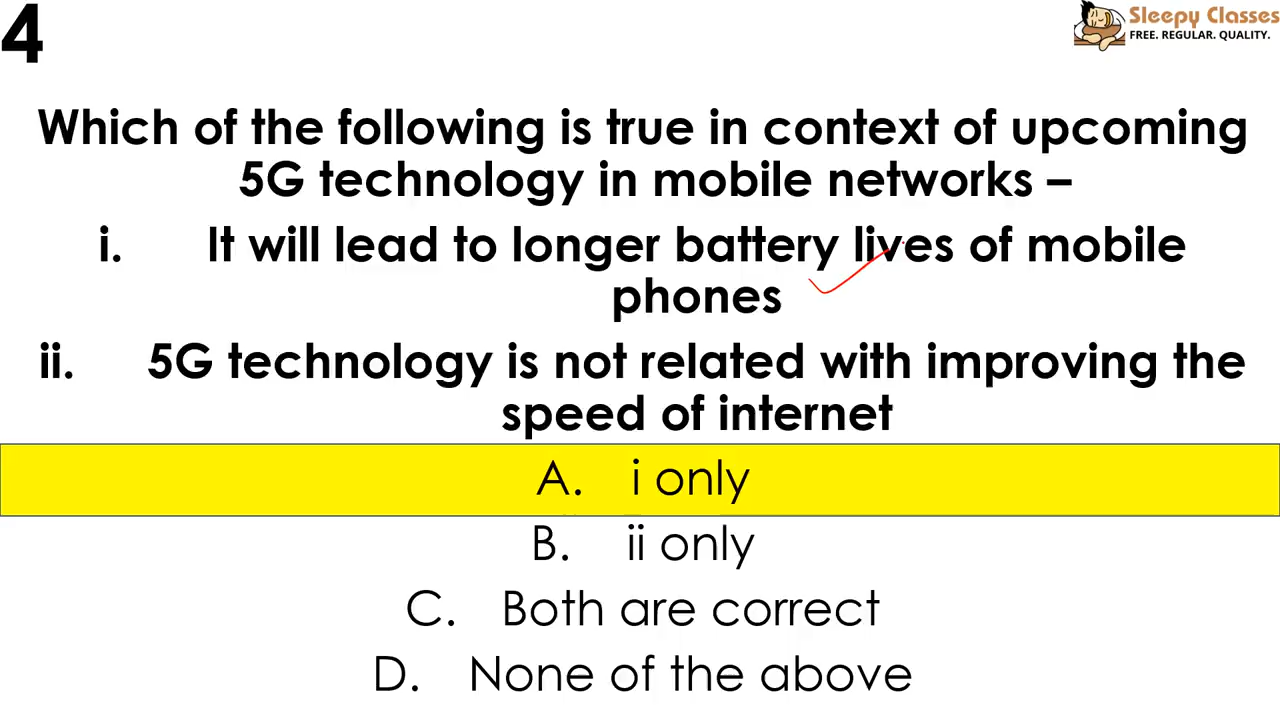 4
Sleepy Classes
FREE. REGULAR. QUALITY.
Which of the following is true in context of upcoming
5G technology in mobile networks –
i. It will lead to longer battery lives of mobile
phones
ii. 5G technology is not related with improving the
speed of internet
A. i only
B. ii only
C. Both are correct
D. None of the above